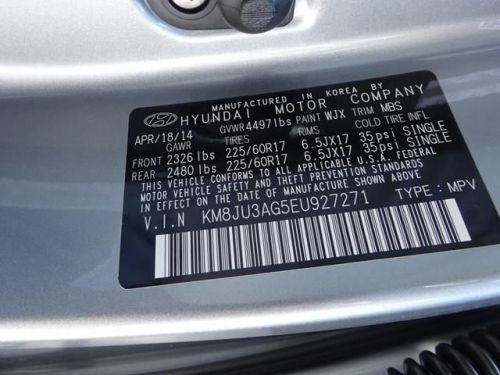 MANUFACTURED IN KOREA BY
HYUNDAI MOTOR COMPANY
APR/18/14 GVWR 4497 lbs PAINT WJX TRIM MBS
GAWR TIRES RIMS COLD TIRE INFL
FRONT 2326 lbs 225/60R17 6.5JX17 35psi SINGLE
REAR 2480 lbs 225/60R17 6.5JX17 35psi SINGLE
THIS VEHICLE CONFORMS TO ALL APPLICABLE U.S.FEDERAL
MOTOR VEHICLE SAFETY AND THEFT PREVENTION STANDARDS
IN EFFECT ON THE DATE OF MANUFACTURE SHOWN ABOVE.
V.I.N KM8JU3AG5EU927271 TYPE : MPV